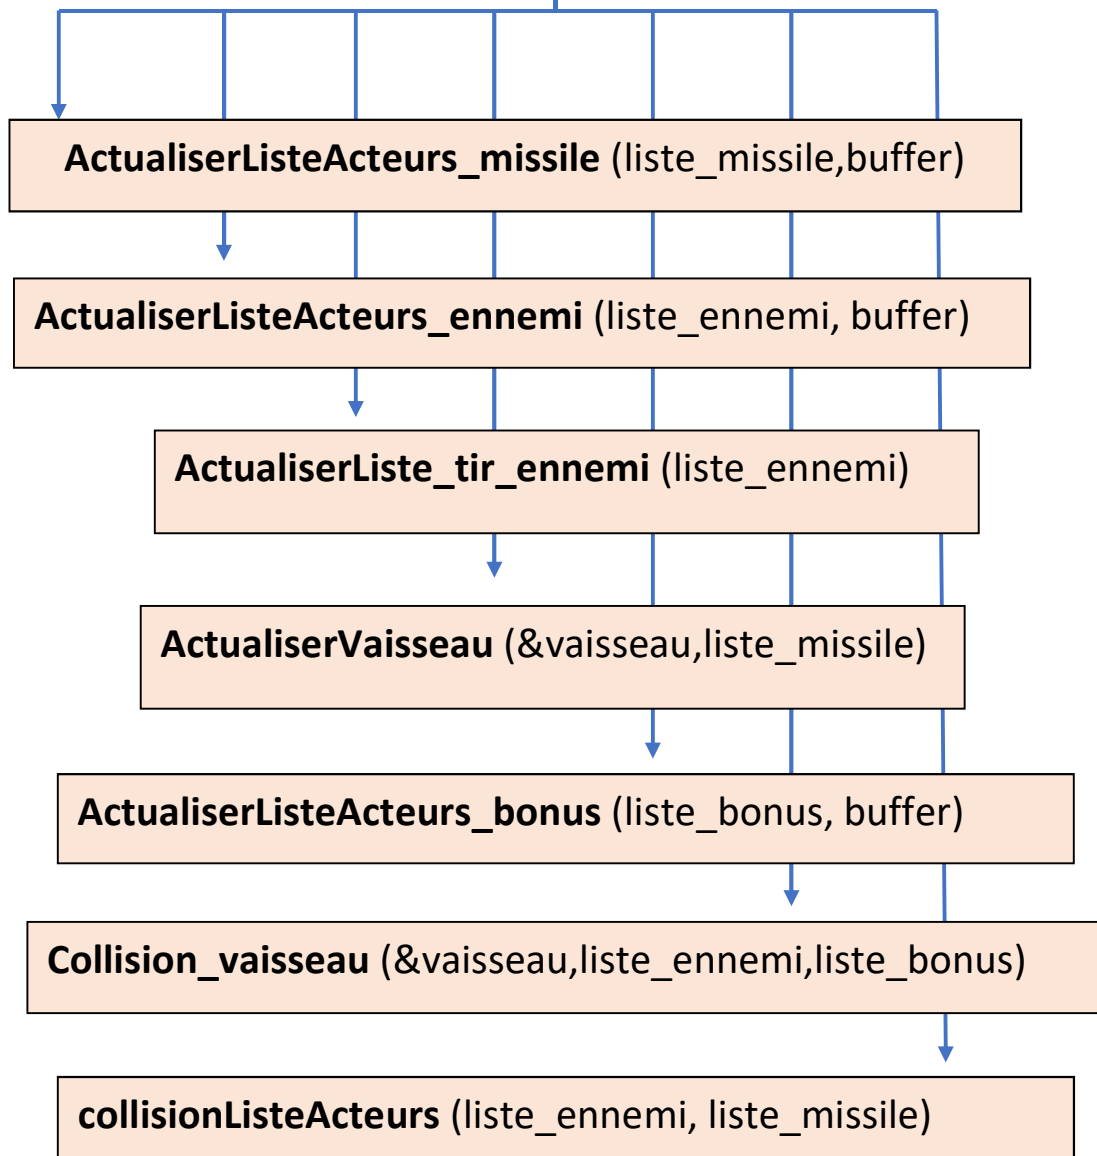 ActualiserListeActeurs_missile (liste_missile,buffer)
ActualiserListeActeurs_ennemi (liste_ennemi, buffer)
ActualiserListe_tir_ennemi (liste_ennemi)
ActualiserVaisseau (&vaisseau,liste_missile)
ActualiserListeActeurs_bonus (liste_bonus, buffer)
Collision_vaisseau (&vaisseau,liste_ennemi,liste_bonus)
collisionListeActeurs (liste_ennemi, liste_missile)